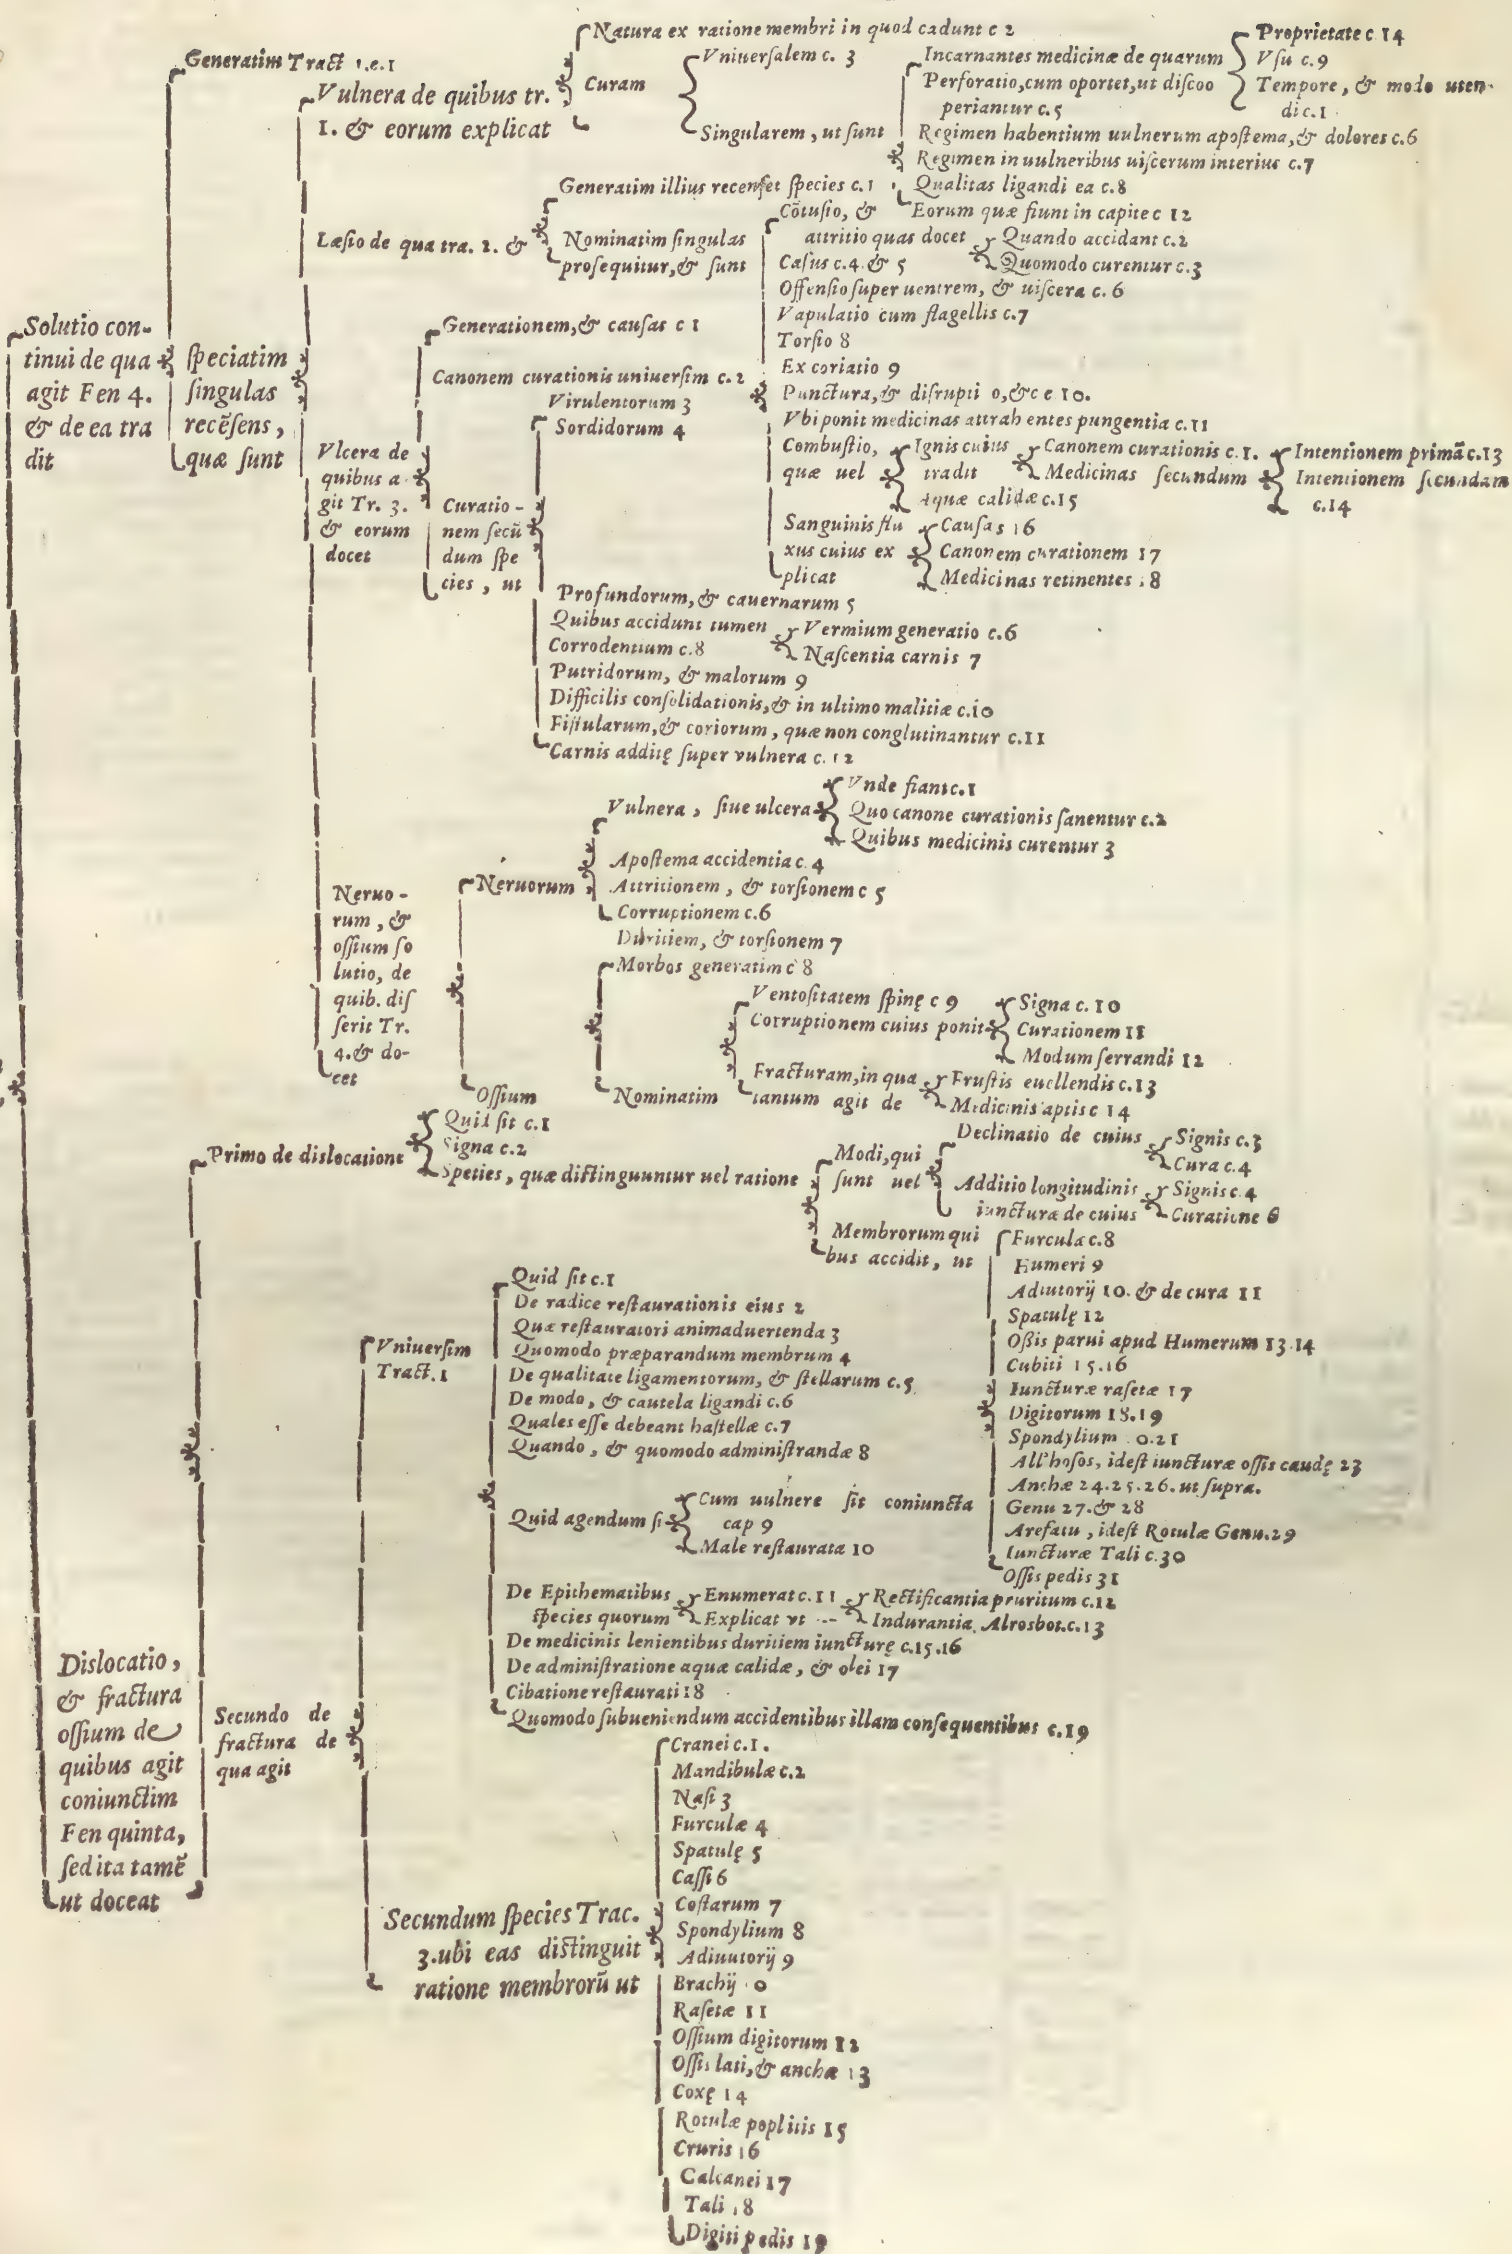 Generatim Tract 1.c.1
Solutio con-
tinui de qua
agit Fen 4.
& de ea tra
dit
speciatim
singulas
recēsens,
quæ sunt
Vulnera de quibus tr.
1. & eorum explicat
Natura ex ratione membri in quod cadunt c 2
Curam
Vniuersalem c. 3
Singularem, ut sunt
Incarnantes medicinæ de quarum
Proprietate c. 14
Vsu c.9
Tempore, & modo uten-
di c.1
Perforatio, cum oportet, ut discoo
periantur c.5
Regimen habentium uulnerum apostema, & dolores c.6
Regimen in uulneribus uiscerum interius c.7
Qualitas ligandi ea c.8
Eorum quæ fiunt in capite c 12
Læsio de qua tra. 2. &
Generatim illius recenset species c.1
Nominatim singulas
prosequitur, & sunt
Cōtusio, &
attritio quas docet
Quando accidant c.2
Quomodo curentur c.3
Casus c.4. & 5
Offensio super uentrem, & uiscera c. 6
Vapulatio cum flagellis c.7
Torsio 8
Ex coriatio 9
Punctura, & disrupti o, &c c 10.
Vbi ponit medicinas attrah entes pungentia c.11
Combustio,
quæ uel
Ignis cuius
tradit
Canonem curationis c.1.
Medicinas secundum
Intentionem primā c.13
Intentionem secundam
c.14
aquæ calidæ c.15
Sanguinis flu
xus cuius ex
plicat
Causas 16
Canonem curationem 17
Medicinas retinentes 18
Vlcera de
quibus a
git Tr. 3.
& eorum
docet
Generationem, & causas c 1
Canonem curationis uniuersim c.2
Curatio-
nem secū
dum spe
cies, ut
Virulentorum 3
Sordidorum 4
Profundorum, & cauernarum 5
Quibus accidunt tumen
Vermium generatio c.6
Nascentia carnis 7
Corrodentium c.8
Putridorum, & malorum 9
Difficilis consolidationis, & in ultimo malitiæ c.10
Fistularum, & coriorum, quæ non conglutinantur c.11
Carnis additę super vulnera c. 12
Neruo-
rum, &
ossium so
lutio, de
quib. dis
serit Tr.
4. & do-
cet
Neruorum
Vulnera, siue ulcera
Vnde fiant c.1
Quo canone curationis sanentur c.2
Quibus medicinis curentur 3
Apostema accidentia c. 4
Attritionem, & torsionem c 5
Corruptionem c.6
Duritiem, & torsionem 7
Ossium
Morbos generatim c 8
Nominatim
Ventositatem spinę c 9
Corruptionem cuius ponit
Signa c. 10
Curationem 11
Modum serrandi 12
Fracturam, in qua
tantum agit de
Frustis euellendis c.13
Medicinis aptis c 14
Dislocatio,
& fractura
ossium de
quibus agit
coniunctim
Fen quinta,
sed ita tamē
ut doceat
Primo de dislocatione
Quid sit c.1
Signa c.2
Speties, quæ distinguuntur uel ratione
Modi, qui
sunt uel
Declinatio de cuius
Signis c.3
Cura c.4
Additio longitudinis
iuncturæ de cuius
Signis c. 4
Curatione 6
Membrorum qui
bus accidit, ut
Furculæ c.8
Humeri 9
Adiutorij 10. & de cura 11
Spatulę 12
Ossis parui apud Humerum 13.14
Cubiti 15.16
Iuncturæ rasetæ 17
Digitorum 18.19
Spondylium 0.21
All'hosos, idest iuncturæ ossis caudę 23
Anchæ 24.25.26. ut supra.
Genu 27. & 28
Aresatu, idest Rotulæ Genu.29
Iuncturæ Tali c.30
Ossis pedis 31
Secundo de
fractura de
qua agit
Vniuersim
Tract. 1
Quid sit c.1
De radice restaurationis eius 2
Quæ restauratori animaduertenda 3
Quomodo præparandum membrum 4
De qualitate ligamentorum, & stellarum c.5
De modo, & cautela ligandi c.6
Quales esse debeant hastellæ c.7
Quando, & quomodo administrandæ 8
Quid agendum si
Cum uulnere sit coniuncta
cap 9
Male restaurata 10
De Epithematibus
species quorum
Enumerat c.11
Explicat vt
Rectificantia pruritum c.12
Indurantia Alrosbot.c.13
De medicinis lenientibus duritiem iuncturę c.15.16
De administratione aquæ calidæ, & olei 17
Cibatione restaurati 18
Quomodo subueniendum accidentibus illam consequentibus c.19
Secundum species Trac.
3. ubi eas distinguit
ratione membrorū ut
Cranei c.1.
Mandibulæ c.2
Nasi 3
Furculæ 4
Spatulę 5
Cassi 6
Costarum 7
Spondylium 8
Adiuutorij 9
Brachij 0
Rasetæ 11
Ossium digitorum 12
Ossis lati, & anchæ 13
Coxę 14
Rotulæ poplitis 15
Cruris 16
Calcanei 17
Tali 18
Digiti pedis 19